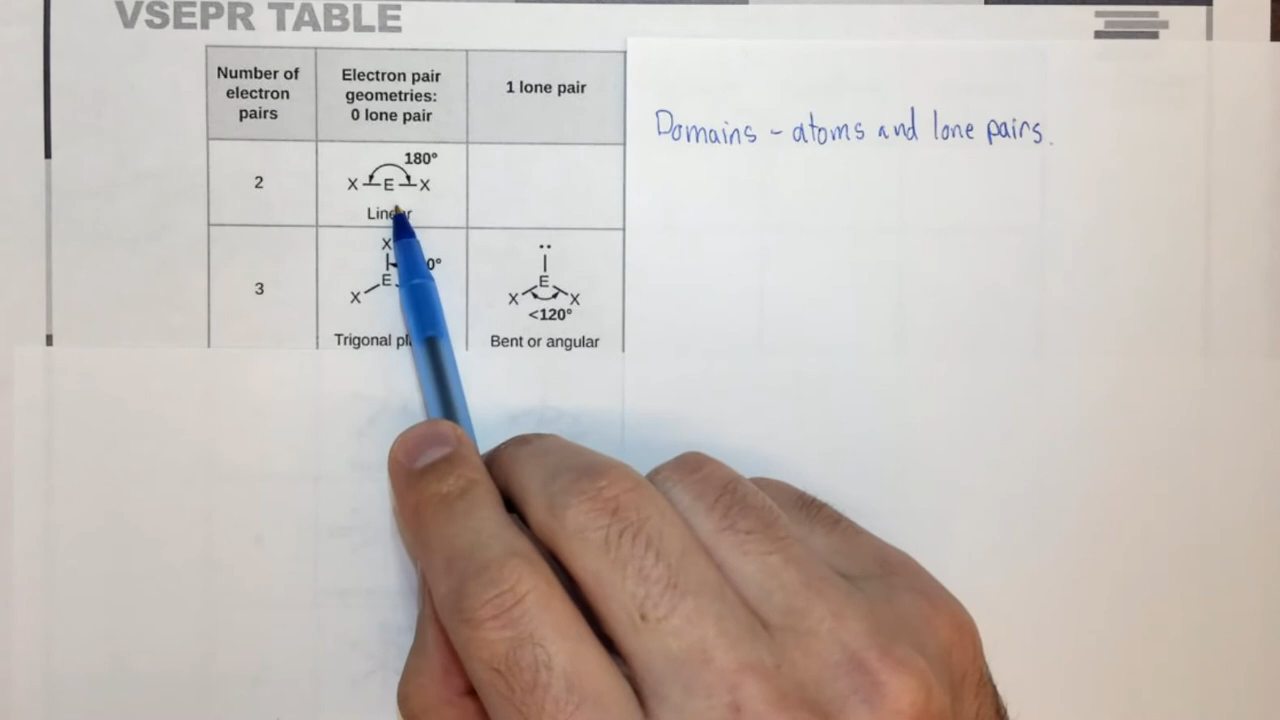 VSEPR TABLE
Number of electron pairs
Electron pair geometries: 0 lone pair
1 lone pair
Domains - atoms and lone pairs.
2
180°
X E X
3
X
E
X
Trigonal
··
E
X X
<120°
Bent or angular